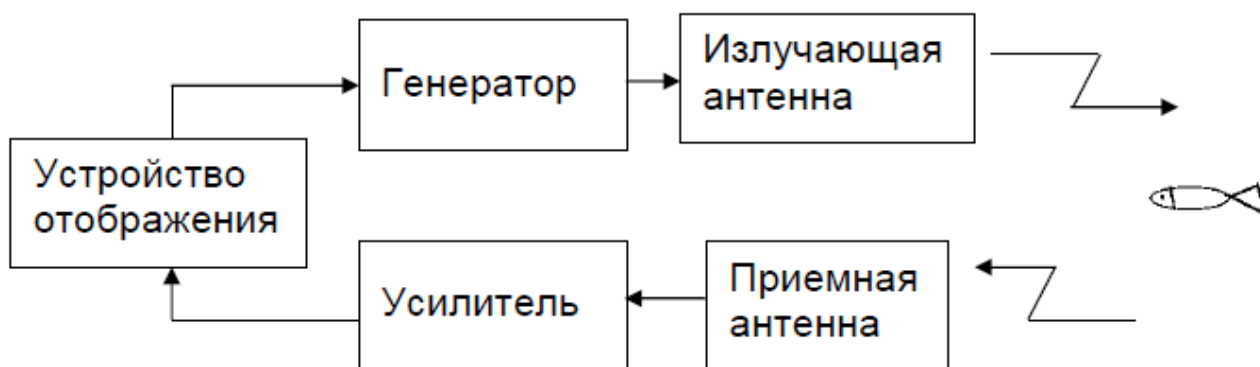 Генератор
Излучающая
антенна
Устройство
отображения
Усилитель
Приемная
антенна